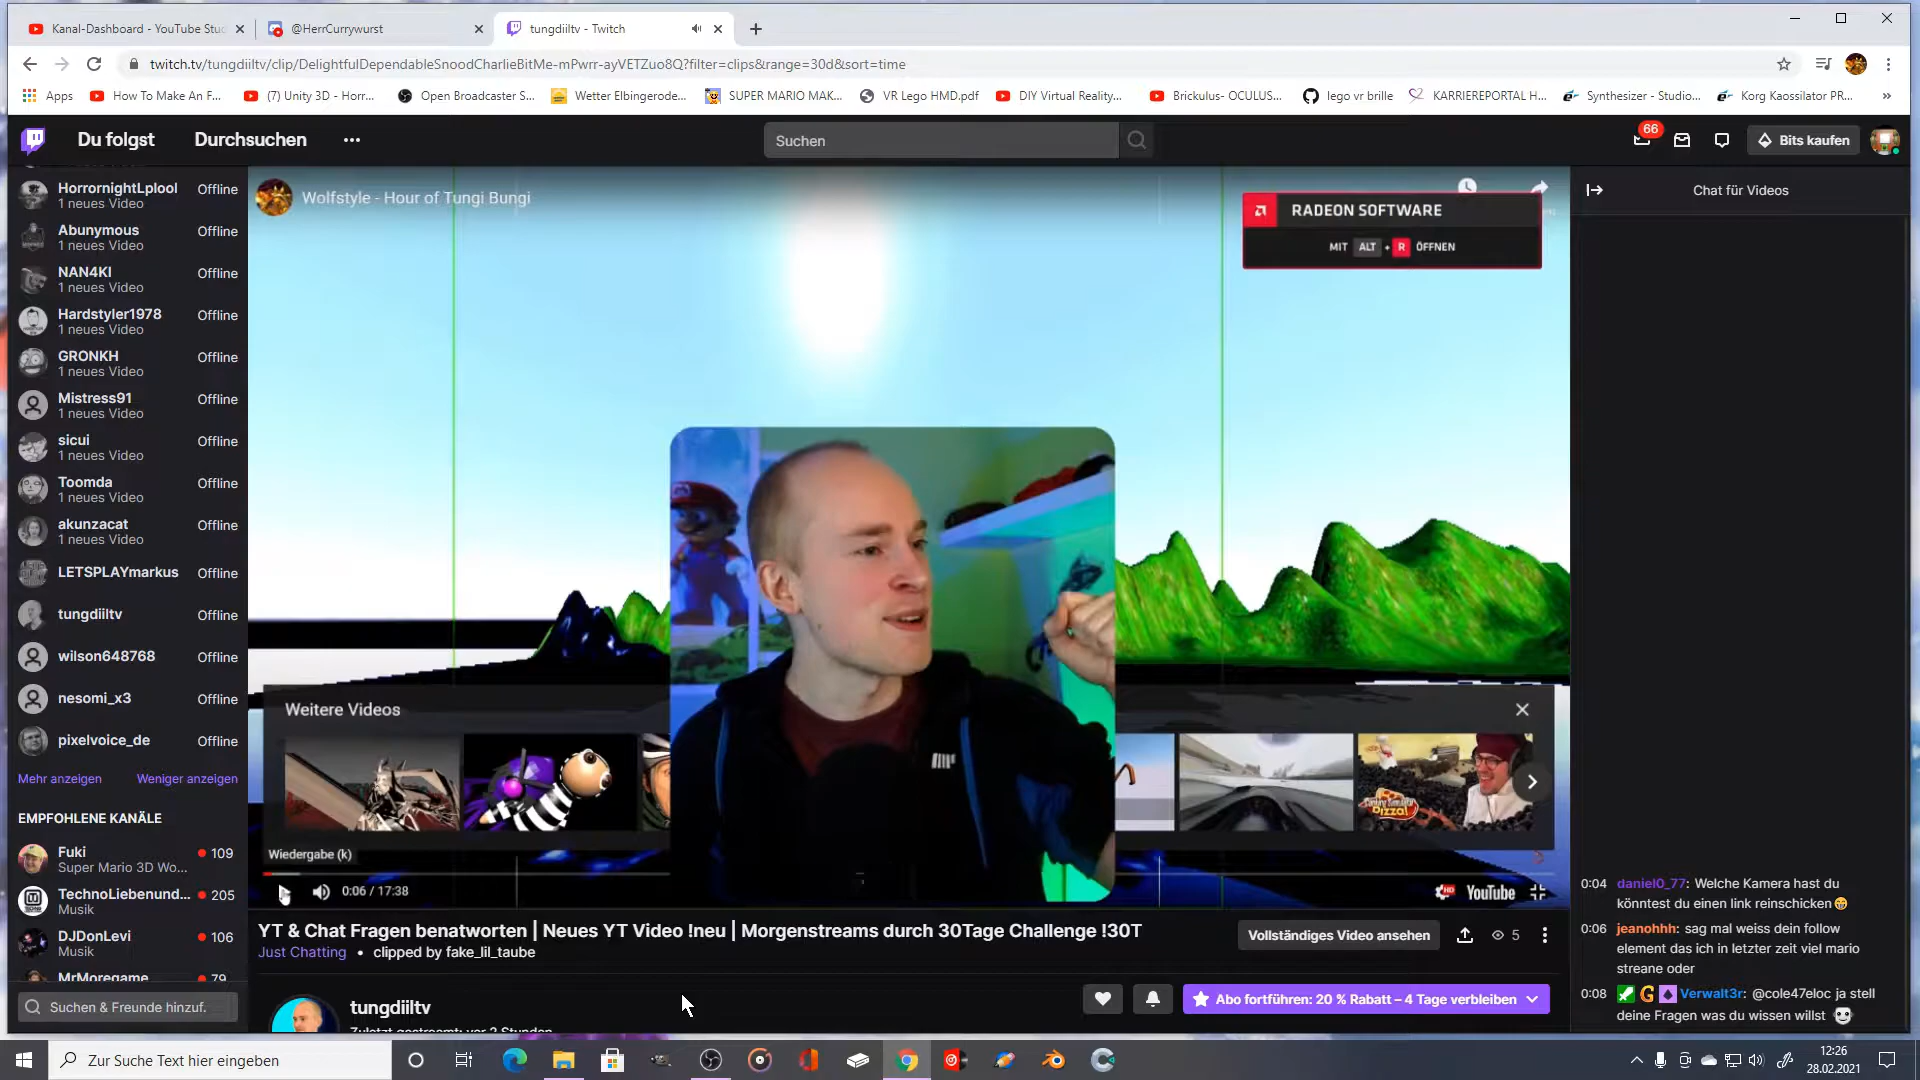 Kanal-Dashboard - YouTube Stu
@HerrCurrywurst
tungdiiltv - Twitch
twitch.tv/tungdiiltv/clip/DelightfulDependableSnoodCharlieBitMe-mPwrr-ayVETZuo8Q?filter=clips&range=30d&sort=time
Apps
How To Make An F...
(7) Unity 3D - Horr...
Open Broadcaster S...
Wetter Elbingerode...
SUPER MARIO MAK...
VR Lego HMD.pdf
DIY Virtual Reality...
Brickulus- OCULUS...
lego vr brille
KARRIEREPORTAL H...
Synthesizer - Studio...
Korg Kaossilator PR...
»
Du folgst
Durchsuchen
Suchen
66
Bits kaufen
HorrornightLplool Offline
1 neues Video
Abunymous Offline
1 neues Video
NAN4KI Offline
1 neues Video
Hardstyler1978 Offline
1 neues Video
GRONKH Offline
1 neues Video
Mistress91 Offline
1 neues Video
sicui Offline
1 neues Video
Toomda Offline
1 neues Video
akunzacat Offline
1 neues Video
LETSPLAYmarkus Offline
tungdiiltv Offline
wilson648768 Offline
nesomi_x3 Offline
pixelvoice_de Offline
Mehr anzeigen Weniger anzeigen
EMPFOHLENE KANÄLE
Fuki 109
Super Mario 3D Wo...
TechnoLiebenund... 205
Musik
DJDonLevi 106
Musik
MrMoregame 79
Suchen & Freunde hinzuf.
Wolfstyle - Hour of Tungi Bungi
RADEON SOFTWARE
MIT ALT + R ÖFFNEN
Weitere Videos
Cooking Simulator
Pizza!
Wiedergabe (k)
0:06 / 17:38
HD
YouTube
YT & Chat Fragen benatworten | Neues YT Video !neu | Morgenstreams durch 30Tage Challenge !30T
Just Chatting • clipped by fake_lil_taube
Vollständiges Video ansehen
5
tungdiiltv
Zuletzt gestreamt: vor 2 Stunden
Abo fortführen: 20 % Rabatt – 4 Tage verbleiben
Chat für Videos
0:04 daniel0_77: Welche Kamera hast du
könntest du einen link reinschicken
0:06 jeanohhh: sag mal weiss dein follow
element das ich in letzter zeit viel mario
streane oder
0:08 Verwalt3r: @cole47eloc ja stell
deine Fragen was du wissen willst
Zur Suche Text hier eingeben
12:26
28.02.2021